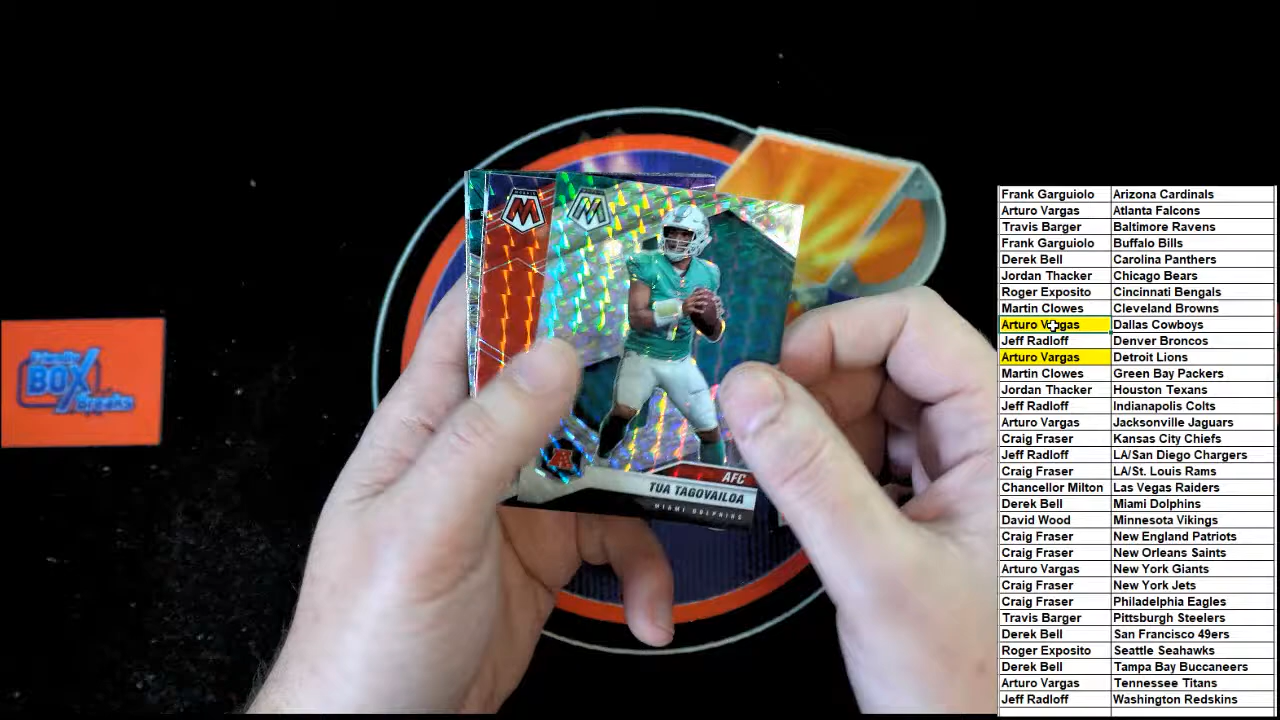 Friendly
BOX
Breaks
MOSAIC
AFC
TUA TAGOVAILOA
MIAMI DOLPHINS
Frank Garguiolo Arizona Cardinals
Arturo Vargas Atlanta Falcons
Travis Barger Baltimore Ravens
Frank Garguiolo Buffalo Bills
Derek Bell Carolina Panthers
Jordan Thacker Chicago Bears
Roger Exposito Cincinnati Bengals
Martin Clowes Cleveland Browns
Arturo Vargas Dallas Cowboys
Jeff Radloff Denver Broncos
Arturo Vargas Detroit Lions
Martin Clowes Green Bay Packers
Jordan Thacker Houston Texans
Jeff Radloff Indianapolis Colts
Arturo Vargas Jacksonville Jaguars
Craig Fraser Kansas City Chiefs
Jeff Radloff LA/San Diego Chargers
Craig Fraser LA/St. Louis Rams
Chancellor Milton Las Vegas Raiders
Derek Bell Miami Dolphins
David Wood Minnesota Vikings
Craig Fraser New England Patriots
Craig Fraser New Orleans Saints
Arturo Vargas New York Giants
Craig Fraser New York Jets
Craig Fraser Philadelphia Eagles
Travis Barger Pittsburgh Steelers
Derek Bell San Francisco 49ers
Roger Exposito Seattle Seahawks
Derek Bell Tampa Bay Buccaneers
Arturo Vargas Tennessee Titans
Jeff Radloff Washington Redskins